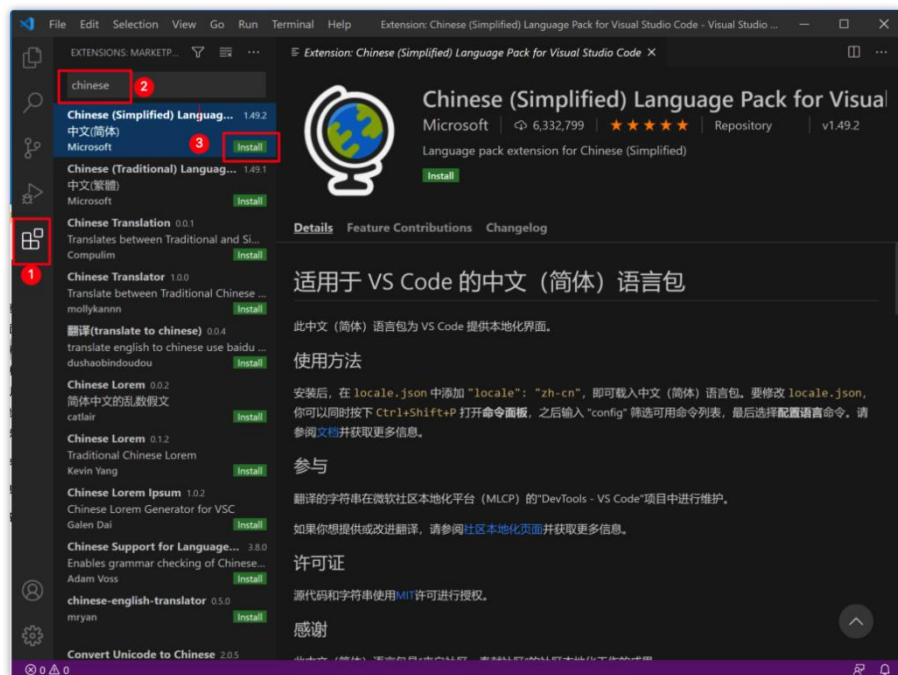 File Edit Selection View Go Run Terminal Help Extension: Chinese (Simplified) Language Pack for Visual Studio Code - Visual Studio ...
EXTENSIONS: MARKETP...
Extension: Chinese (Simplified) Language Pack for Visual Studio Code
chinese
2
Chinese (Simplified) Languag... 1.49.2
中文(简体)
3
Microsoft Install
Chinese (Traditional) Languag... 1.49.1
中文(繁體)
Microsoft Install
Chinese Translation 0.0.1
Translates between Traditional and Si...
Compulim Install
1
Chinese Translator 1.0.0
Translate between Traditional Chinese ...
mollykannn Install
翻译(translate to chinese) 0.0.4
translate english to chinese use baidu ...
dushaobindoudou Install
Chinese Lorem 0.0.2
简体中文的乱数假文
catlair Install
Chinese Lorem 0.1.2
Traditional Chinese Lorem
Kevin Yang Install
Chinese Lorem Ipsum 1.0.2
Chinese Lorem Generator for VSC
Galen Dai Install
Chinese Support for Language... 3.8.0
Enables grammar checking of Chinese...
Adam Voss Install
chinese-english-translator 0.5.0
mryan Install
Convert Unicode to Chinese 2.0.5
Chinese (Simplified) Language Pack for Visual
Microsoft 6,332,799 ★★★★★ Repository v1.49.2
Language pack extension for Chinese (Simplified)
Install
Details Feature Contributions Changelog
适用于 VS Code 的中文（简体）语言包
此中文（简体）语言包为 VS Code 提供本地化界面。
使用方法
安装后，在 locale.json 中添加 "locale": "zh-cn"，即可载入中文（简体）语言包。要修改 locale.json，
你可以同时按下 Ctrl+Shift+P 打开命令面板，之后输入 "config" 筛选可用命令列表，最后选择配置语言命令。请
参阅文档并获取更多信息。
参与
翻译的字符串在微软社区本地化平台（MLCP）的"DevTools - VS Code"项目中进行维护。
如果你想提供或改进翻译，请参阅社区本地化页面并获取更多信息。
许可证
源代码和字符串使用MIT许可进行授权。
感谢
0 0